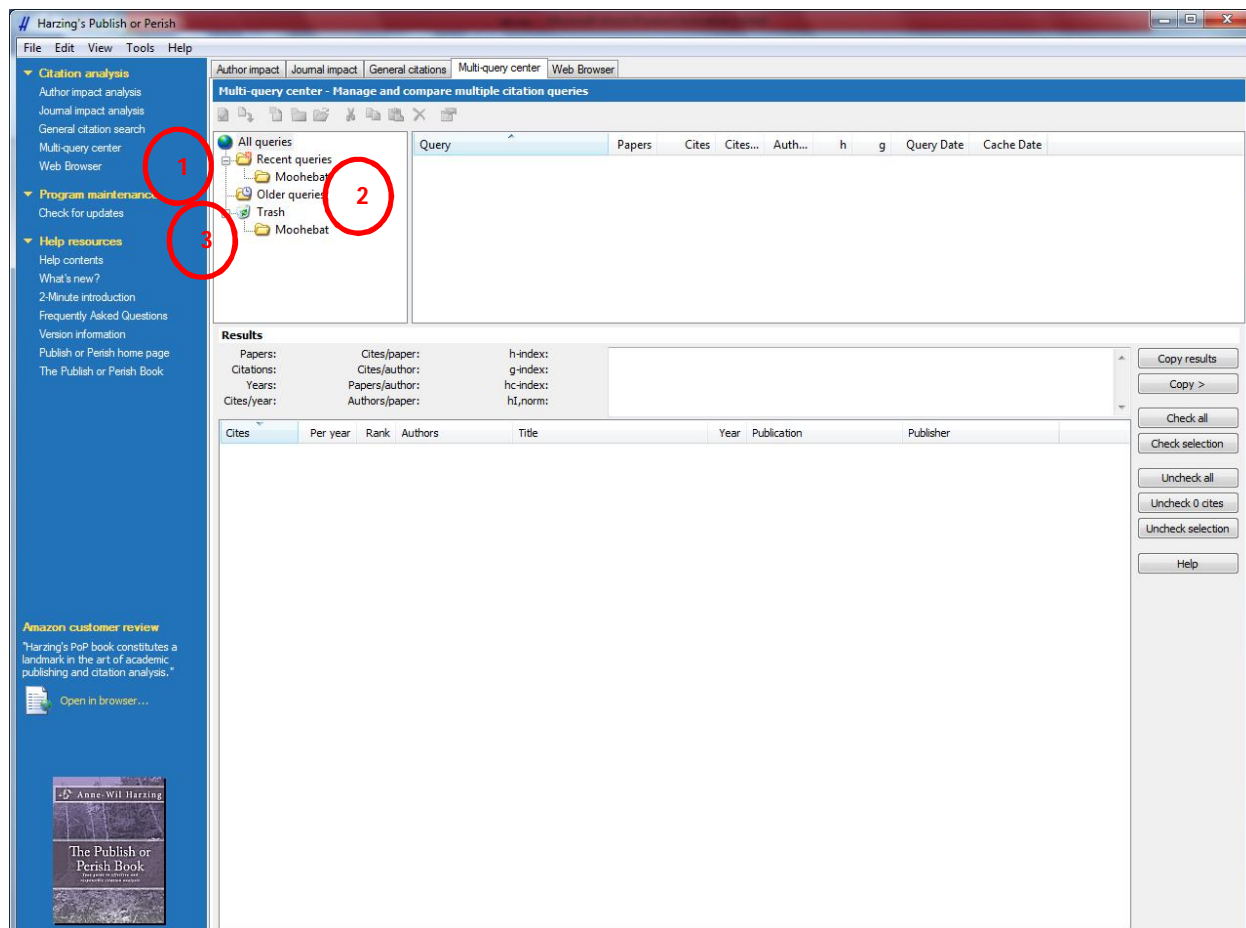 Harzing's Publish or Perish
File Edit View Tools Help
Citation analysis
Author impact analysis
Journal impact analysis
General citation search
Multi-query center
Web Browser
1
Program maintenance
Check for updates
Help resources
3
Help contents
What's new?
2-Minute introduction
Frequently Asked Questions
Version information
Publish or Perish home page
The Publish or Perish Book
Amazon customer review
"Harzing's PoP book constitutes a
landmark in the art of academic
publishing and citation analysis."
Open in browser...
Anne-Wil Harzing
The Publish or
Perish Book
Author impact Journal impact General citations Multi-query center Web Browser
Multi-query center - Manage and compare multiple citation queries
All queries
Recent queries
Moohebat
Older queries
2
Trash
Moohebat
Query Papers Cites Cites... Auth... h g Query Date Cache Date
Results
Papers: Cites/paper: h-index:
Citations: Cites/author: g-index:
Years: Papers/author: hc-index:
Cites/year: Authors/paper: hI,norm:
Cites Per year Rank Authors Title Year Publication Publisher
Copy results
Copy >
Check all
Check selection
Uncheck all
Uncheck 0 cites
Uncheck selection
Help